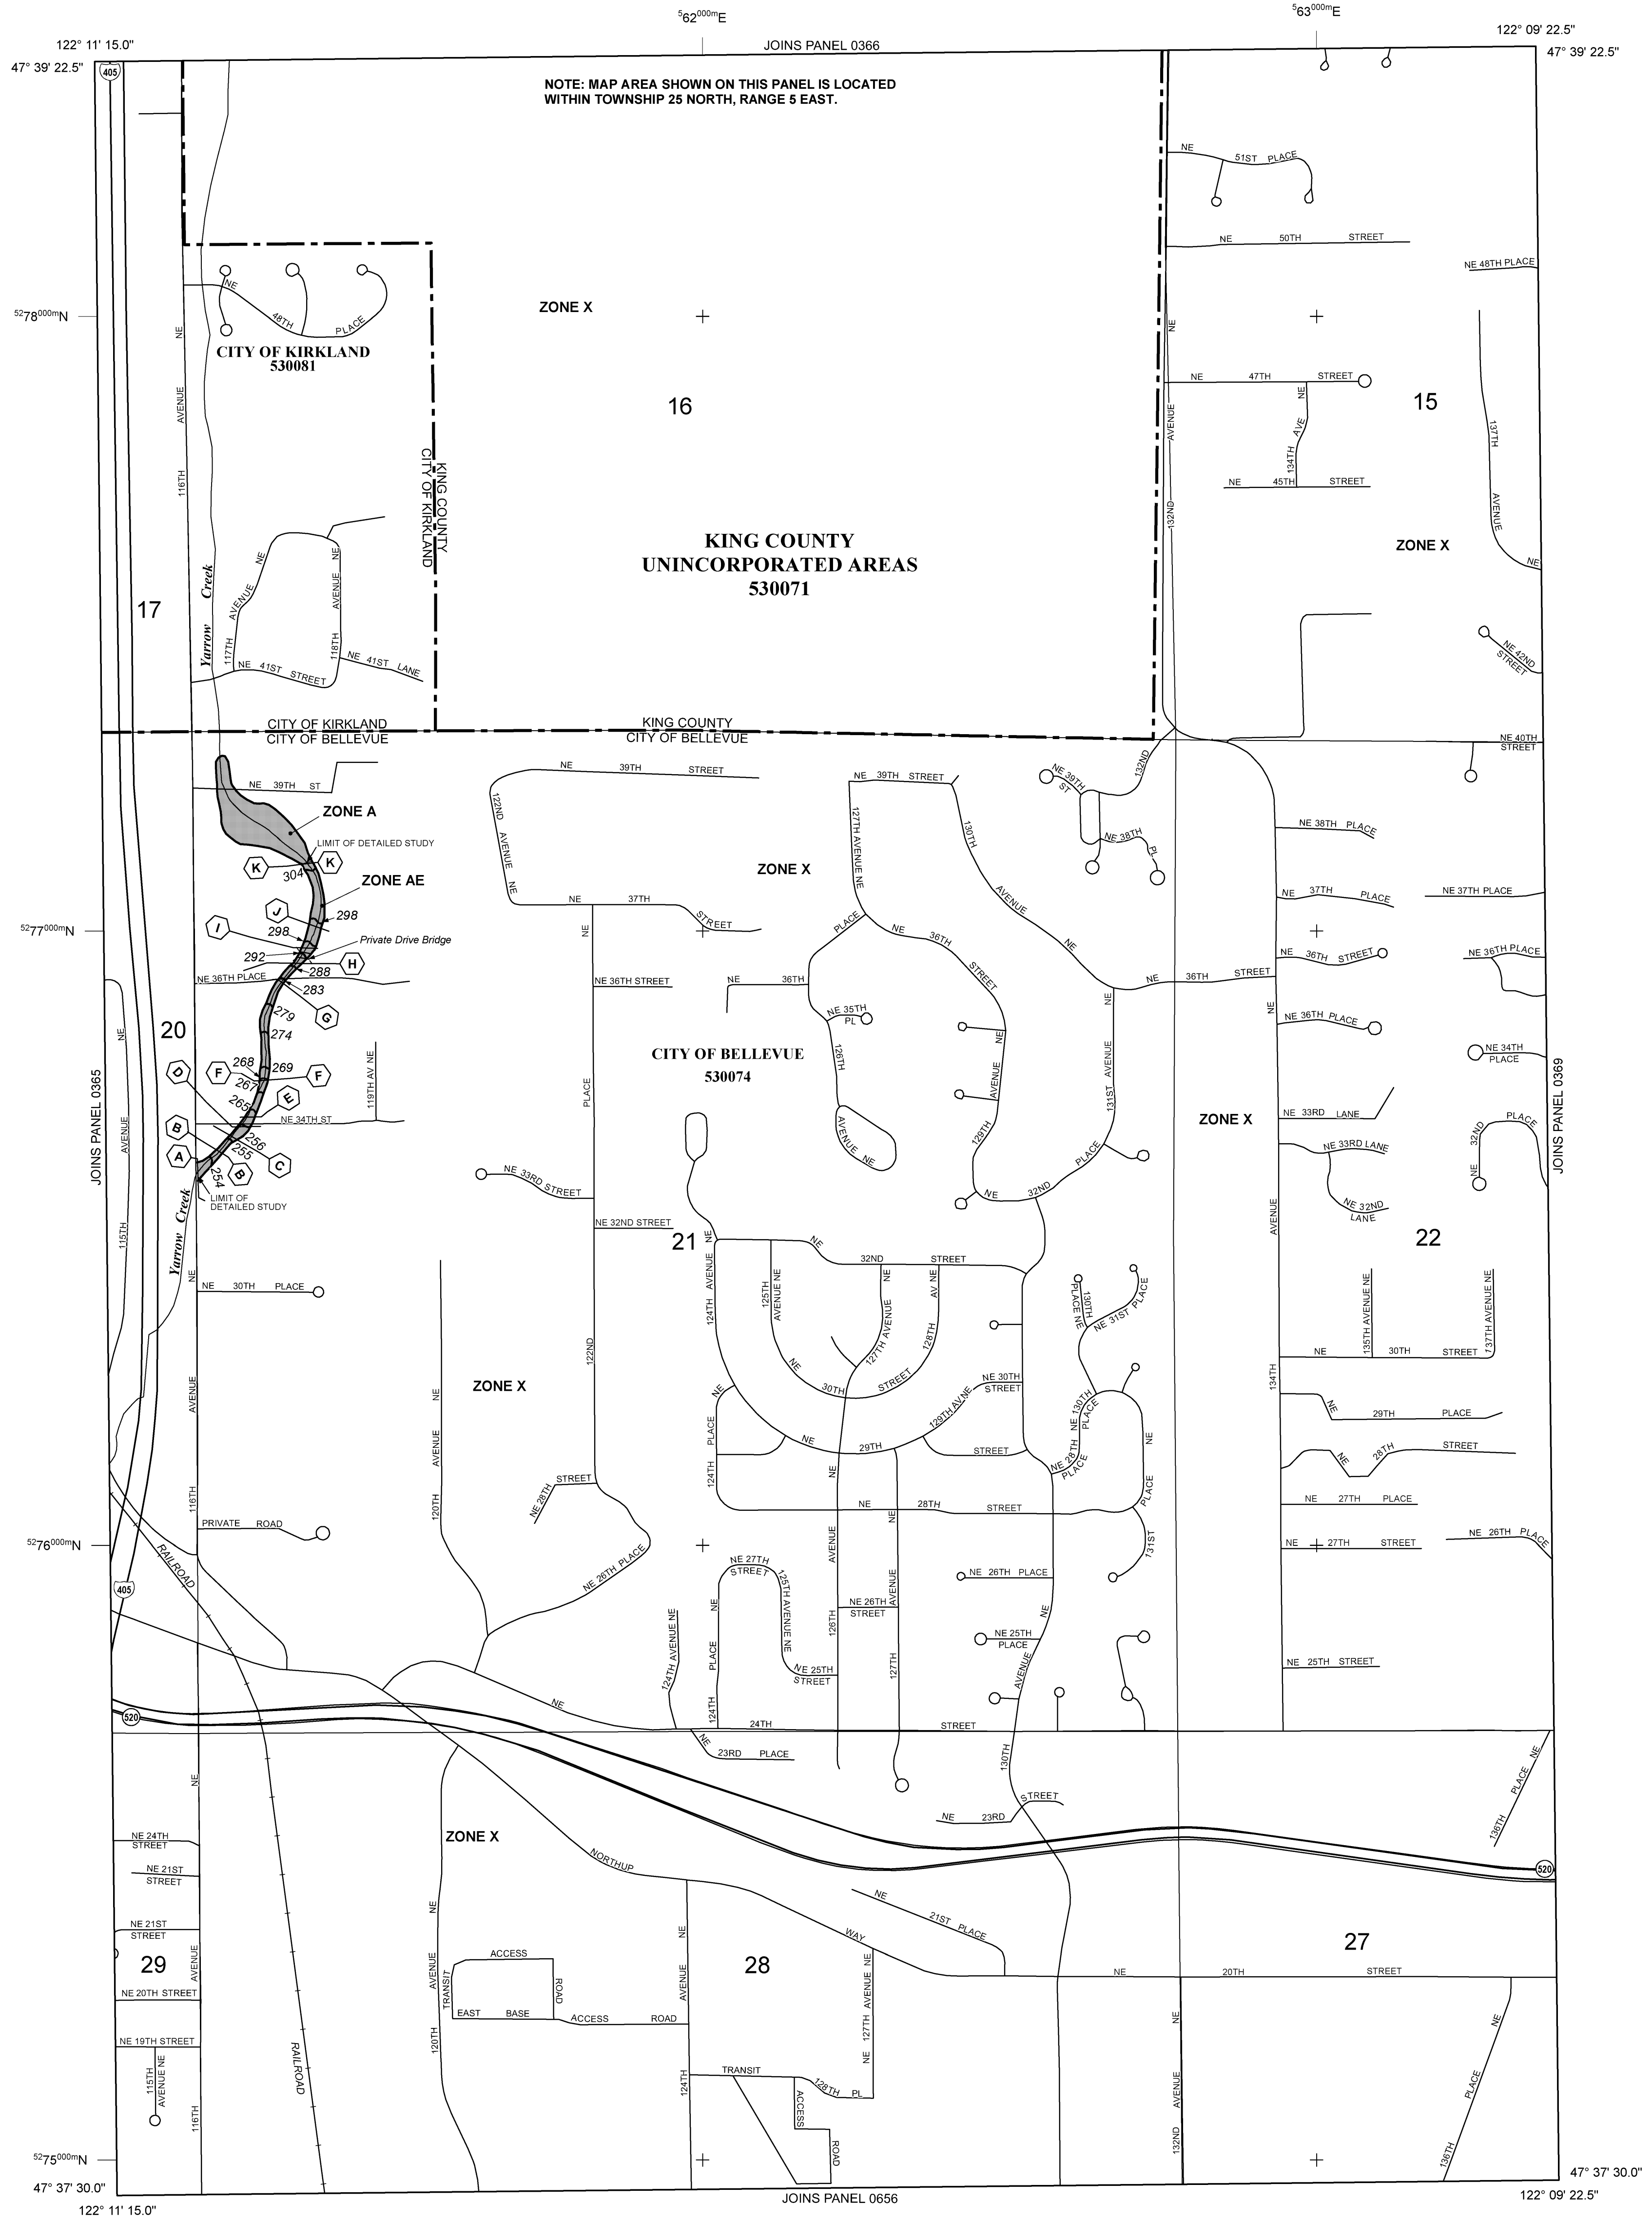 562000mE
563000mE
122° 11' 15.0"
JOINS PANEL 0366
122° 09' 22.5"
47° 39' 22.5"
47° 39' 22.5"
405
NOTE: MAP AREA SHOWN ON THIS PANEL IS LOCATED
WITHIN TOWNSHIP 25 NORTH, RANGE 5 EAST.
NE 51ST PLACE
NE 50TH STREET
NE 48TH PLACE
NE 48TH PLACE
ZONE X
5278000mN
CITY OF KIRKLAND
530081
116TH AVENUE NE
NE 47TH STREET
134TH AVE NE
NE 45TH STREET
137TH AVENUE NE
132ND AVENUE NE
16
15
CITY OF KIRKLAND
KING COUNTY
KING COUNTY
UNINCORPORATED AREAS
530071
ZONE X
Yarrow Creek
17
117TH AVENUE NE
118TH AVENUE NE
NE 41ST STREET
NE 41ST LANE
NE 42ND
STREET
CITY OF KIRKLAND
CITY OF BELLEVUE
KING COUNTY
CITY OF BELLEVUE
NE 40TH
STREET
NE 39TH ST
NE 39TH STREET
NE 39TH STREET
NE 39TH
ST
132ND
ZONE A
LIMIT OF DETAILED STUDY
K
K
304
ZONE AE
122ND AVENUE NE
127TH AVENUE NE
130TH AVENUE NE
NE 38TH
PL
NE 38TH PLACE
ZONE X
NE 37TH STREET
NE 37TH PLACE
NE 37TH PLACE
J
298
I
298
Private Drive Bridge
292
H
288
5277000mN
NE 36TH PLACE
283
G
279
274
NE 36TH STREET
NE 36TH PLACE
NE 36TH STREET
NE 36TH STREET
NE 36TH STREET
NE 36TH PLACE
NE 36TH PLACE
NE 35TH
PL
126TH AVENUE NE
20
CITY OF BELLEVUE
530074
NE 34TH
PLACE
268
269
F
F
267
D
265
E
119TH AV NE
NE 34TH ST
B
256
255
C
A
B
254
LIMIT OF
DETAILED STUDY
Yarrow Creek
JOINS PANEL 0365
115TH AVENUE NE
JOINS PANEL 0369
129TH AVENUE NE
131ST AVENUE NE
NE 32ND PLACE
ZONE X
NE 33RD LANE
NE 33RD LANE
NE 32ND
LANE
NE 32ND PLACE
NE 33RD STREET
NE 32ND STREET
122ND PLACE NE
21
22
NE 30TH PLACE
124TH AVENUE NE
125TH
AVENUE NE
NE 32ND STREET
127TH AVENUE NE
128TH AV NE
NE 30TH STREET
130TH
PLACE NE
NE 31ST PLACE
134TH AVENUE NE
135TH AVENUE NE
137TH AVENUE NE
NE 30TH STREET
ZONE X
120TH AVENUE NE
116TH AVENUE NE
NE 30TH
STREET
129TH AV NE
NE 29TH STREET
124TH PLACE NE
NE 28TH
PLACE
NE 130TH
PLACE
131ST PLACE NE
NE 29TH PLACE
NE 28TH STREET
NE 28TH STREET
NE 28TH STREET
NE 27TH PLACE
NE 27TH STREET
NE 26TH PLACE
PRIVATE ROAD
5276000mN
RAILROAD
405
NE 26TH PLACE
NE 27TH
STREET
125TH AVENUE NE
NE 25TH
STREET
124TH AVENUE NE
124TH PLACE NE
126TH AVENUE NE
127TH AVENUE NE
NE 26TH
STREET
NE 26TH PLACE
NE 25TH
PLACE
130TH AVENUE NE
NE 25TH STREET
520
NE 24TH STREET
NE 23RD PLACE
NE 23RD STREET
136TH PLACE NE
520
NE 24TH
STREET
NE 21ST
STREET
NE 21ST
STREET
ZONE X
NORTHUP WAY
NE 21ST PLACE
29
28
27
NE 20TH STREET
NE 20TH STREET
NE 19TH STREET
115TH
AVENUE NE
116TH AVENUE NE
RAILROAD
120TH AVENUE NE
TRANSIT
ACCESS
ROAD
EAST BASE ACCESS ROAD
124TH AVENUE NE
NE 127TH AVENUE NE
TRANSIT
128TH PL
ACCESS
ROAD
132ND AVENUE NE
136TH PLACE NE
5275000mN
47° 37' 30.0"
122° 11' 15.0"
JOINS PANEL 0656
47° 37' 30.0"
122° 09' 22.5"